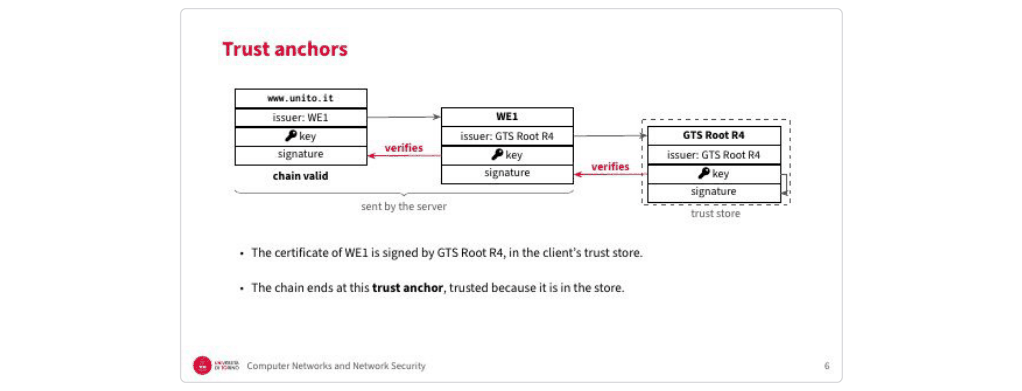 Trust anchors
www.unito.it
issuer: WE1
key
signature
chain valid
verifies
WE1
issuer: GTS Root R4
key
signature
verifies
GTS Root R4
issuer: GTS Root R4
key
signature
sent by the server
trust store
• The certificate of WE1 is signed by GTS Root R4, in the client's trust store.
• The chain ends at this trust anchor, trusted because it is in the store.
UNIVERSITÀ
DI TORINO
Computer Networks and Network Security
6